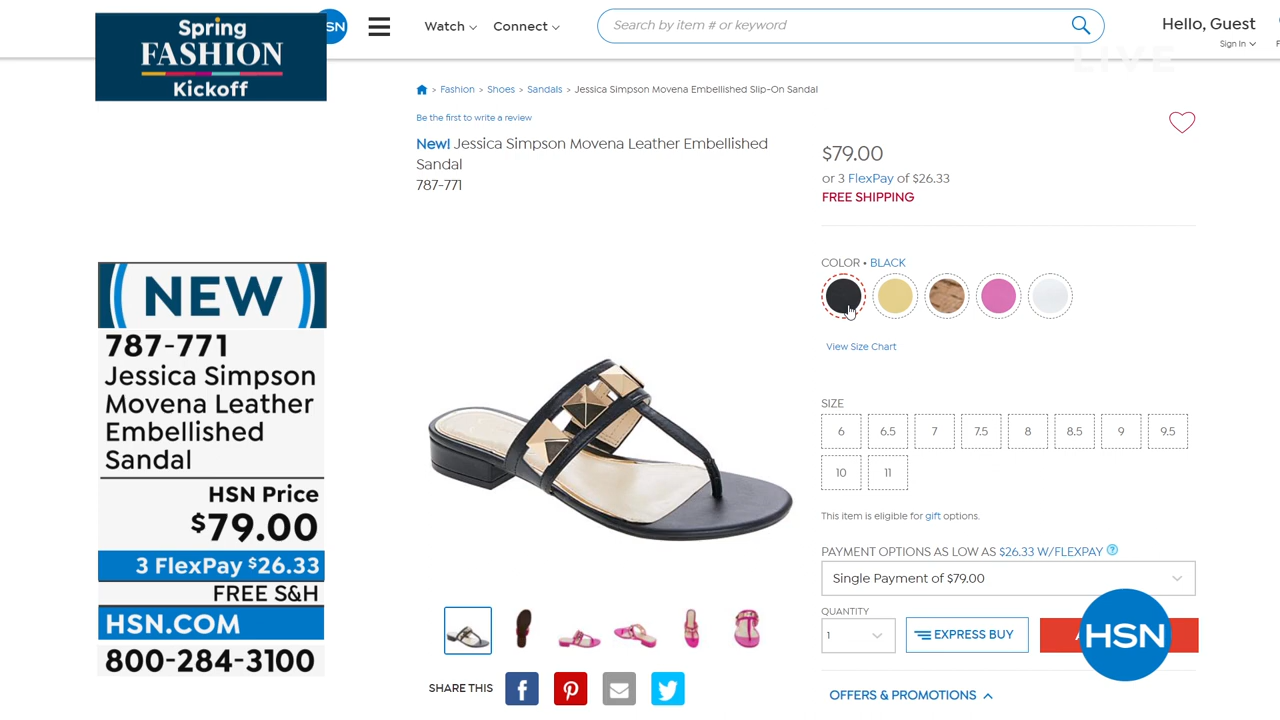 Spring
FASHION
Kickoff
SN
Watch
Connect
Search by item # or keyword
Hello, Guest
Sign In
LIVE
> Fashion > Shoes > Sandals > Jessica Simpson Movena Embellished Slip-On Sandal
Be the first to write a review
New! Jessica Simpson Movena Leather Embellished
Sandal
787-771
$79.00
or 3 FlexPay of $26.33
FREE SHIPPING
COLOR • BLACK
View Size Chart
SIZE
6 6.5 7 7.5 8 8.5 9 9.5
10 11
This item is eligible for gift options.
PAYMENT OPTIONS AS LOW AS $26.33 W/FLEXPAY ?
Single Payment of $79.00
QUANTITY
1
EXPRESS BUY
HSN
OFFERS & PROMOTIONS
SHARE THIS
NEW
787-771
Jessica Simpson
Movena Leather
Embellished
Sandal
HSN Price
$79.00
3 FlexPay $26.33
FREE S&H
HSN.COM
800-284-3100